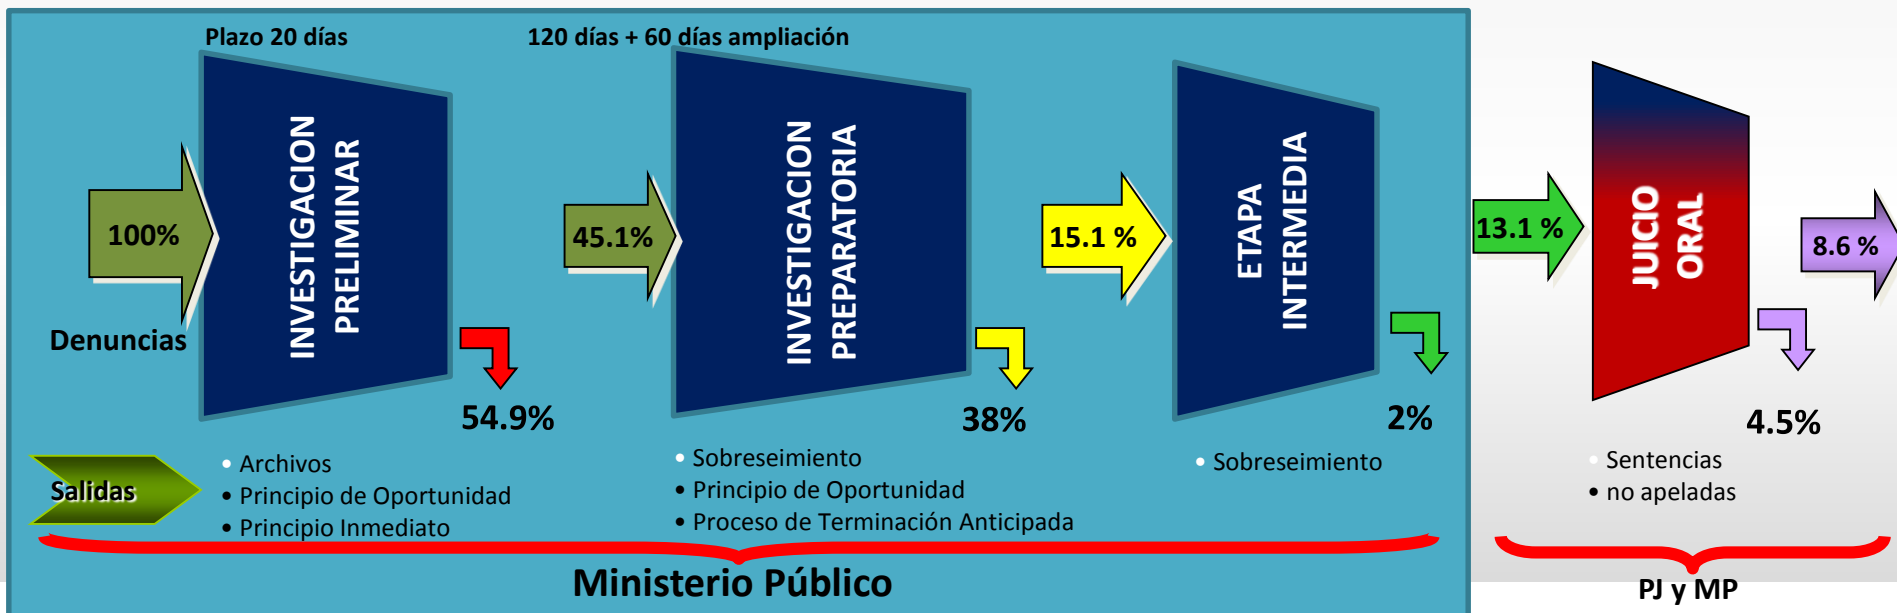 Plazo 20 días
120 días + 60 días ampliación
100%
Denuncias
INVESTIGACION
PRELIMINAR
54.9%
45.1%
INVESTIGACION
PREPARATORIA
38%
15.1 %
ETAPA
INTERMEDIA
2%
13.1 %
JUICIO
ORAL
4.5%
8.6 %
Salidas
• Archivos
• Principio de Oportunidad
• Principio Inmediato
• Sobreseimiento
• Principio de Oportunidad
• Proceso de Terminación Anticipada
• Sobreseimiento
• Sentencias
• no apeladas
Ministerio Público
PJ y MP